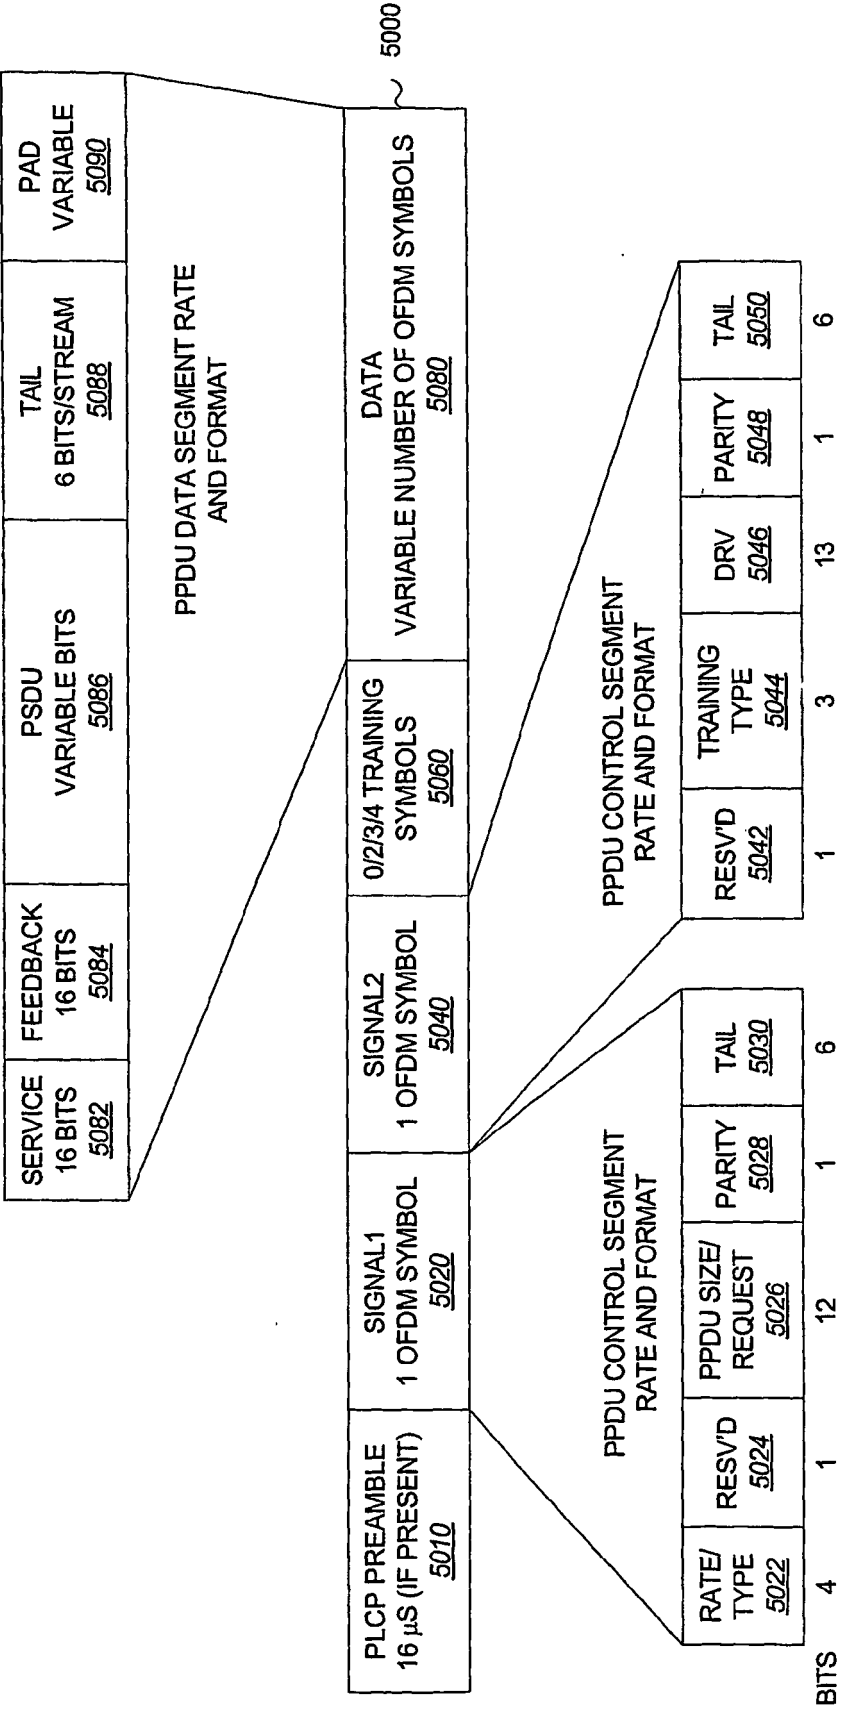 SERVICE
16 BITS
5082
FEEDBACK
16 BITS
5084
PSDU
VARIABLE BITS
5086
TAIL
6 BITS/STREAM
5088
PAD
VARIABLE
5090
PPDU DATA SEGMENT RATE
AND FORMAT
5000
PLCP PREAMBLE
16 µS (IF PRESENT)
5010
SIGNAL1
1 OFDM SYMBOL
5020
SIGNAL2
1 OFDM SYMBOL
5040
0/2/3/4 TRAINING
SYMBOLS
5060
DATA
VARIABLE NUMBER OF OFDM SYMBOLS
5080
PPDU CONTROL SEGMENT
RATE AND FORMAT
PPDU CONTROL SEGMENT
RATE AND FORMAT
RATE/
TYPE
5022
RESV'D
5024
PPDU SIZE/
REQUEST
5026
PARITY
5028
TAIL
5030
RESV'D
5042
TRAINING
TYPE
5044
DRV
5046
PARITY
5048
TAIL
5050
BITS 4 1 12 1 6 1 3 13 1 6